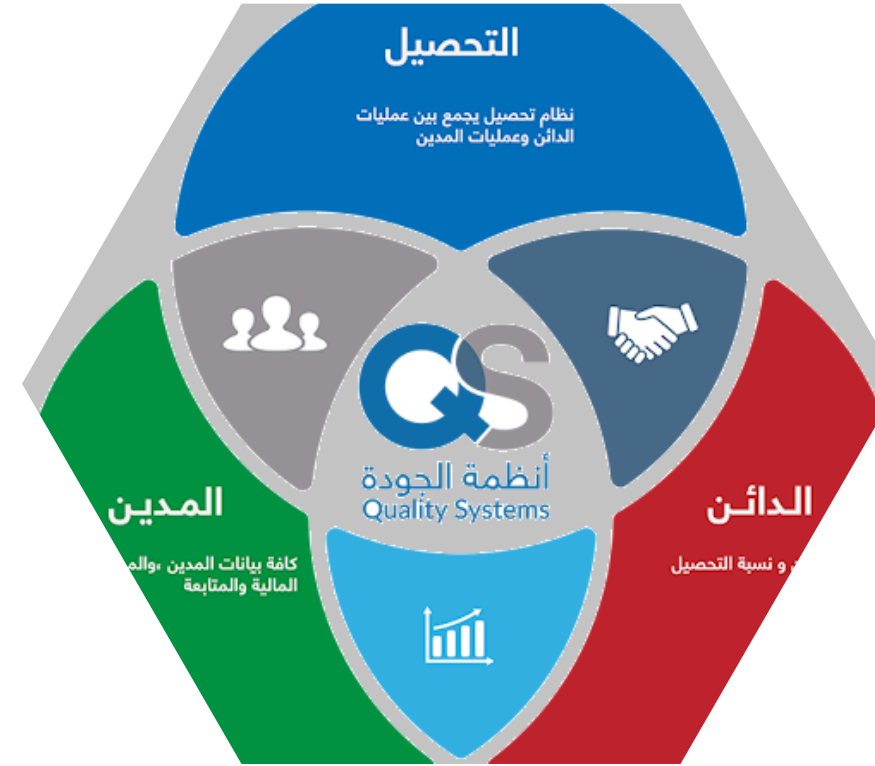 التحصيل
نظام تحصيل يجمع بين عمليات
الدائن وعمليات المدين
QS
أنظمة الجودة
Quality Systems
الدائن
و نسبة التحصيل
المدين
كافة بيانات المدين ،
المالية والمتابعة